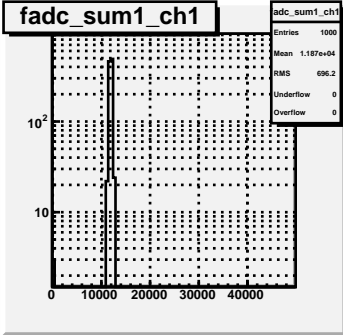 fadc_sum1_ch1
adc_sum1_ch1
Entries 1000
Mean 1.187e+04
RMS 696.2
Underflow 0
Overflow 0
10²
10
0 10000 20000 30000 40000